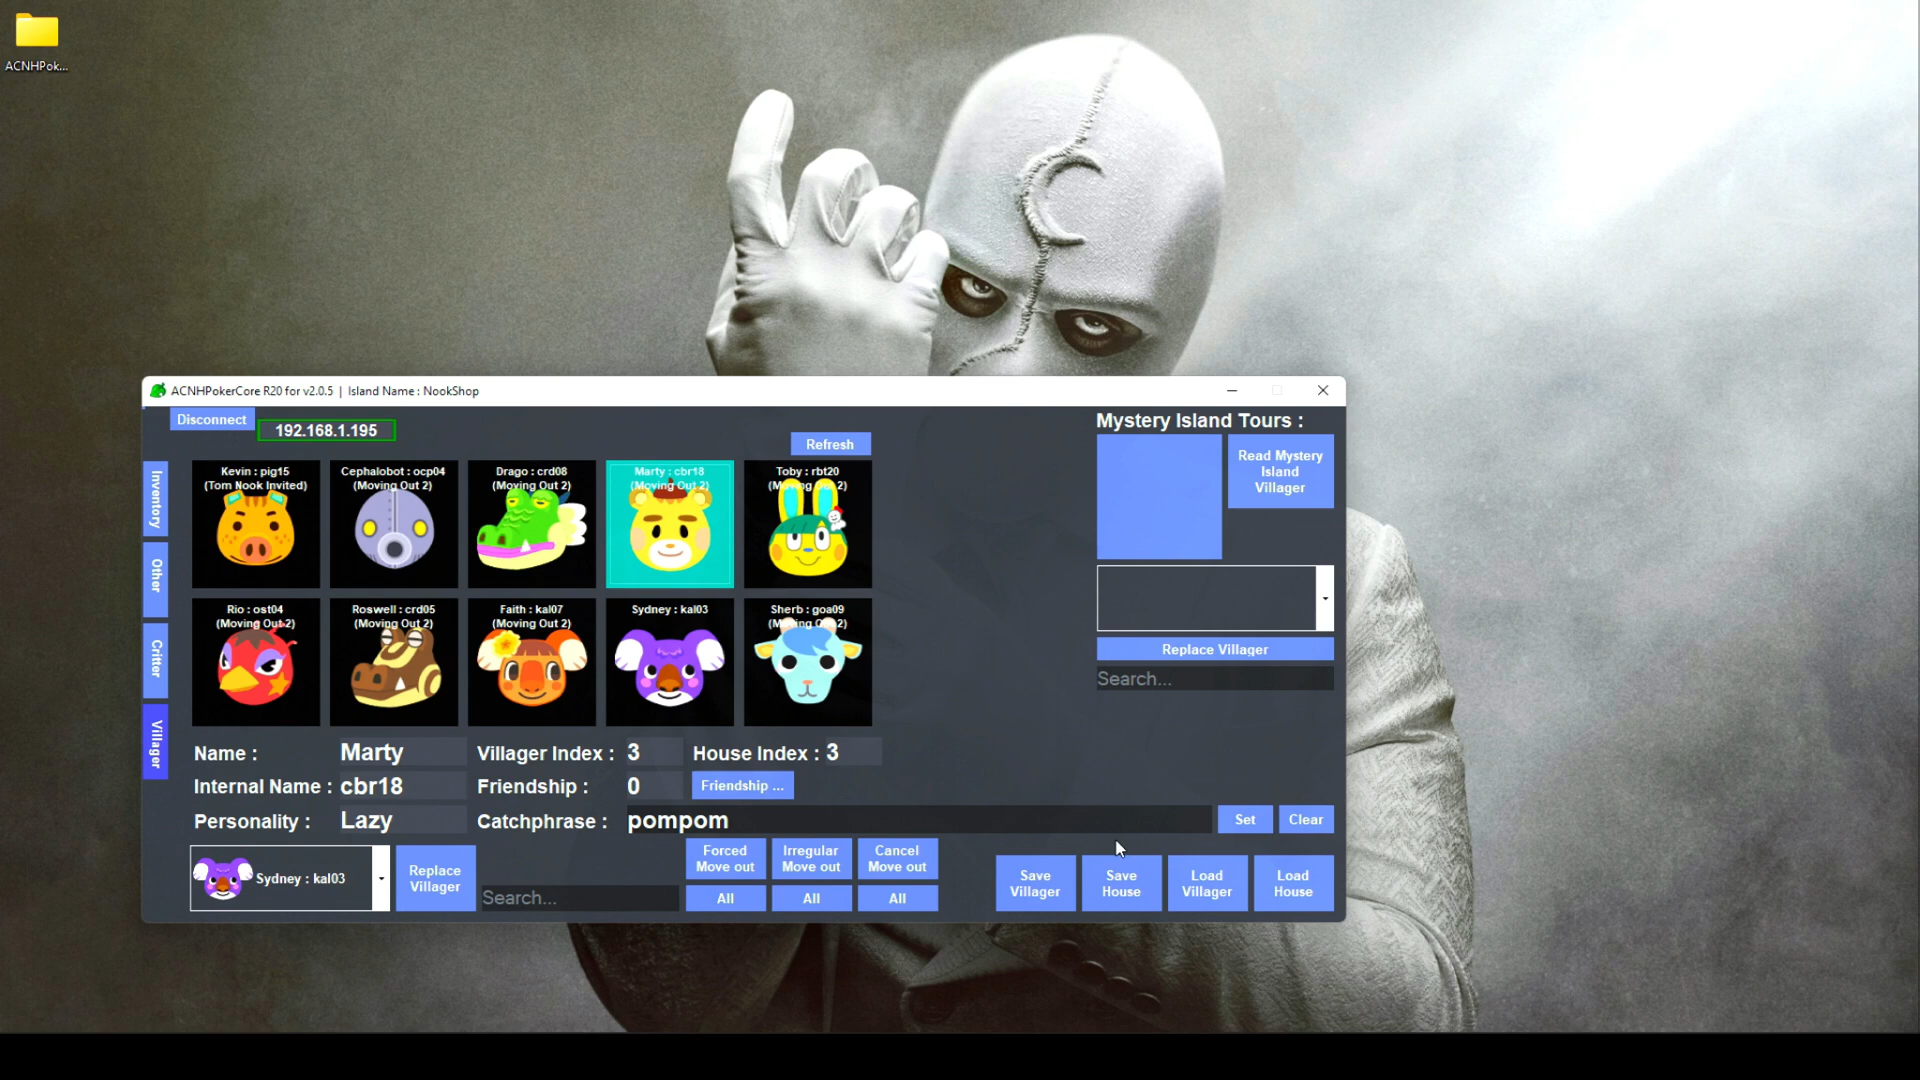 ACNHPok...
ACNHPokerCore R20 for v2.0.5 | Island Name : NookShop
Disconnect
192.168.1.195
Refresh
Mystery Island Tours :
Read Mystery
Island
Villager
Inventory
Other
Critter
Villager
Kevin : pig15
(Tom Nook Invited)
Cephalobot : ocp04
(Moving Out 2)
Drago : crd08
(Moving Out 2)
Marty : cbr18
(Moving Out 2)
Toby : rbt20
(Moving Out 2)
Rio : ost04
(Moving Out 2)
Roswell : crd05
(Moving Out 2)
Faith : kal07
(Moving Out 2)
Sydney : kal03
Sherb : goa09
(Moving Out 2)
Replace Villager
Search...
Name : Marty Villager Index : 3 House Index : 3
Internal Name : cbr18 Friendship : 0 Friendship ...
Personality : Lazy Catchphrase : pompom Set Clear
Sydney : kal03
Replace
Villager
Search...
Forced
Move out
Irregular
Move out
Cancel
Move out
All
All
All
Save
Villager
Save
House
Load
Villager
Load
House